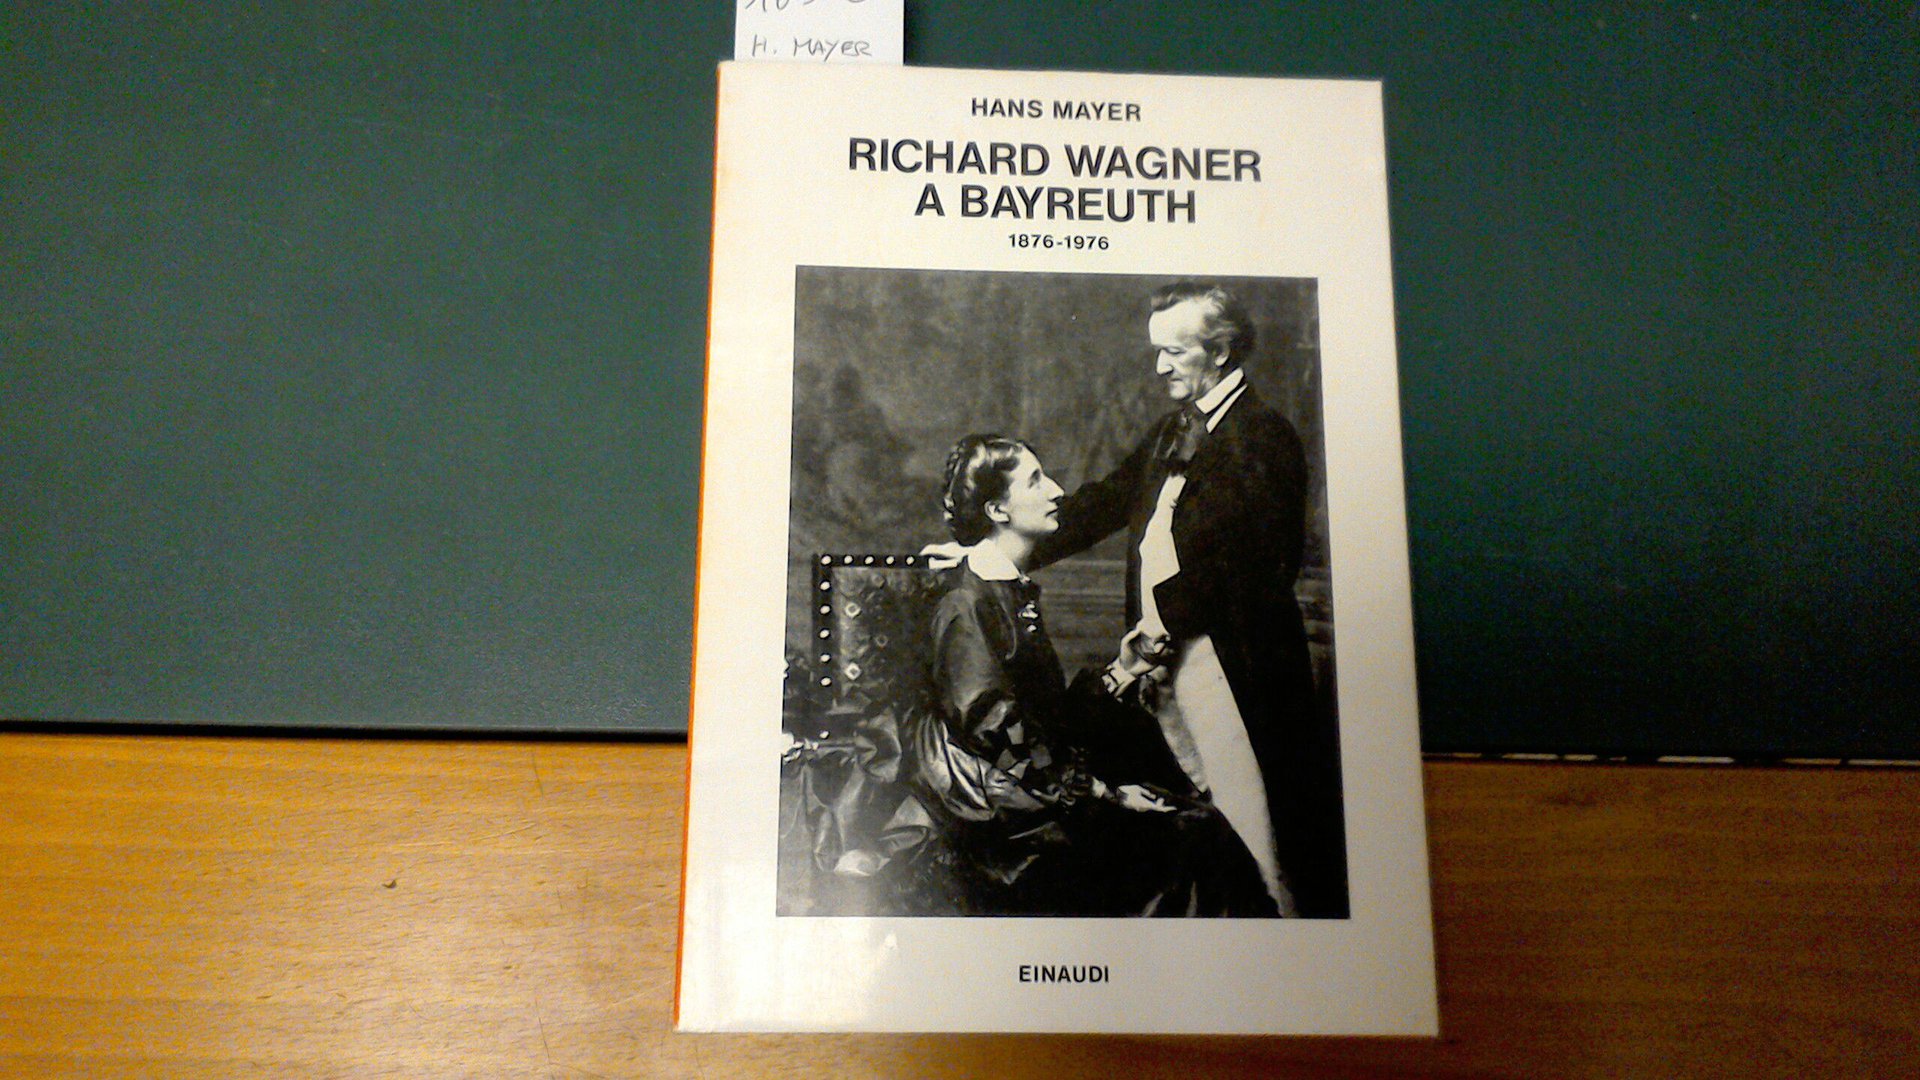 H. MAYER
HANS MAYER
RICHARD WAGNER
A BAYREUTH
1876-1976
EINAUDI